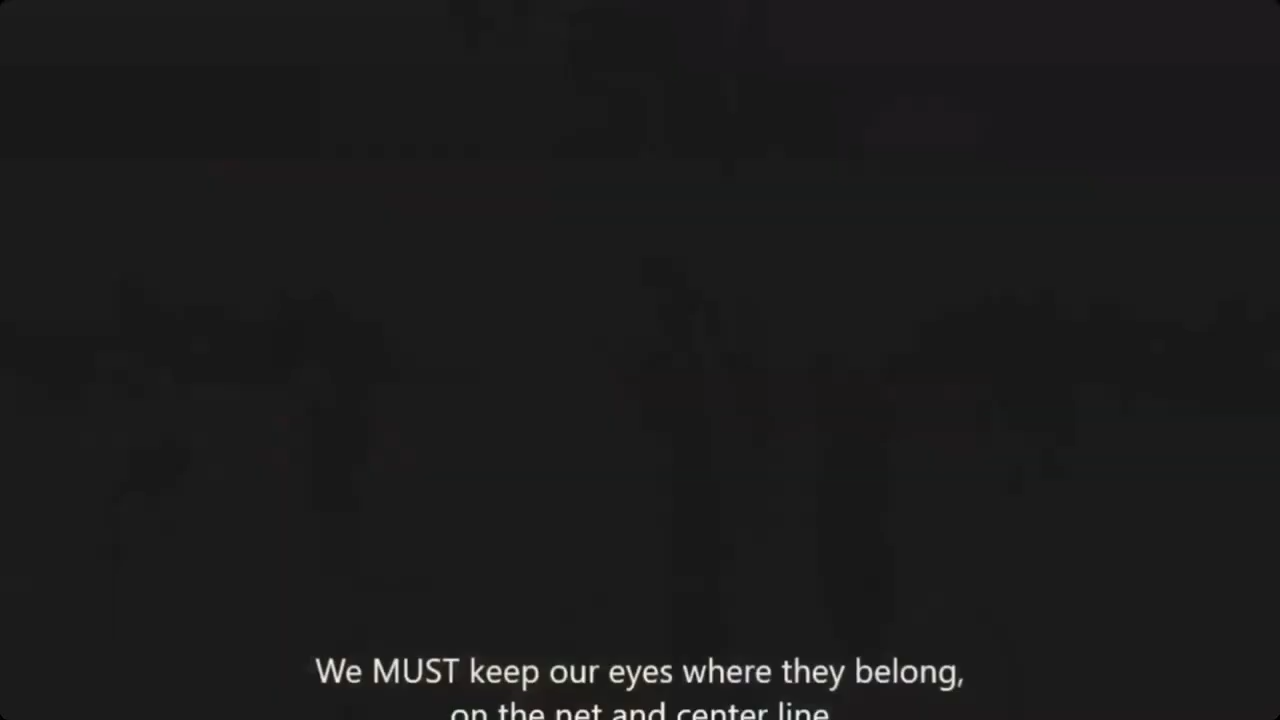 We MUST keep our eyes where they belong,
on the net and center line